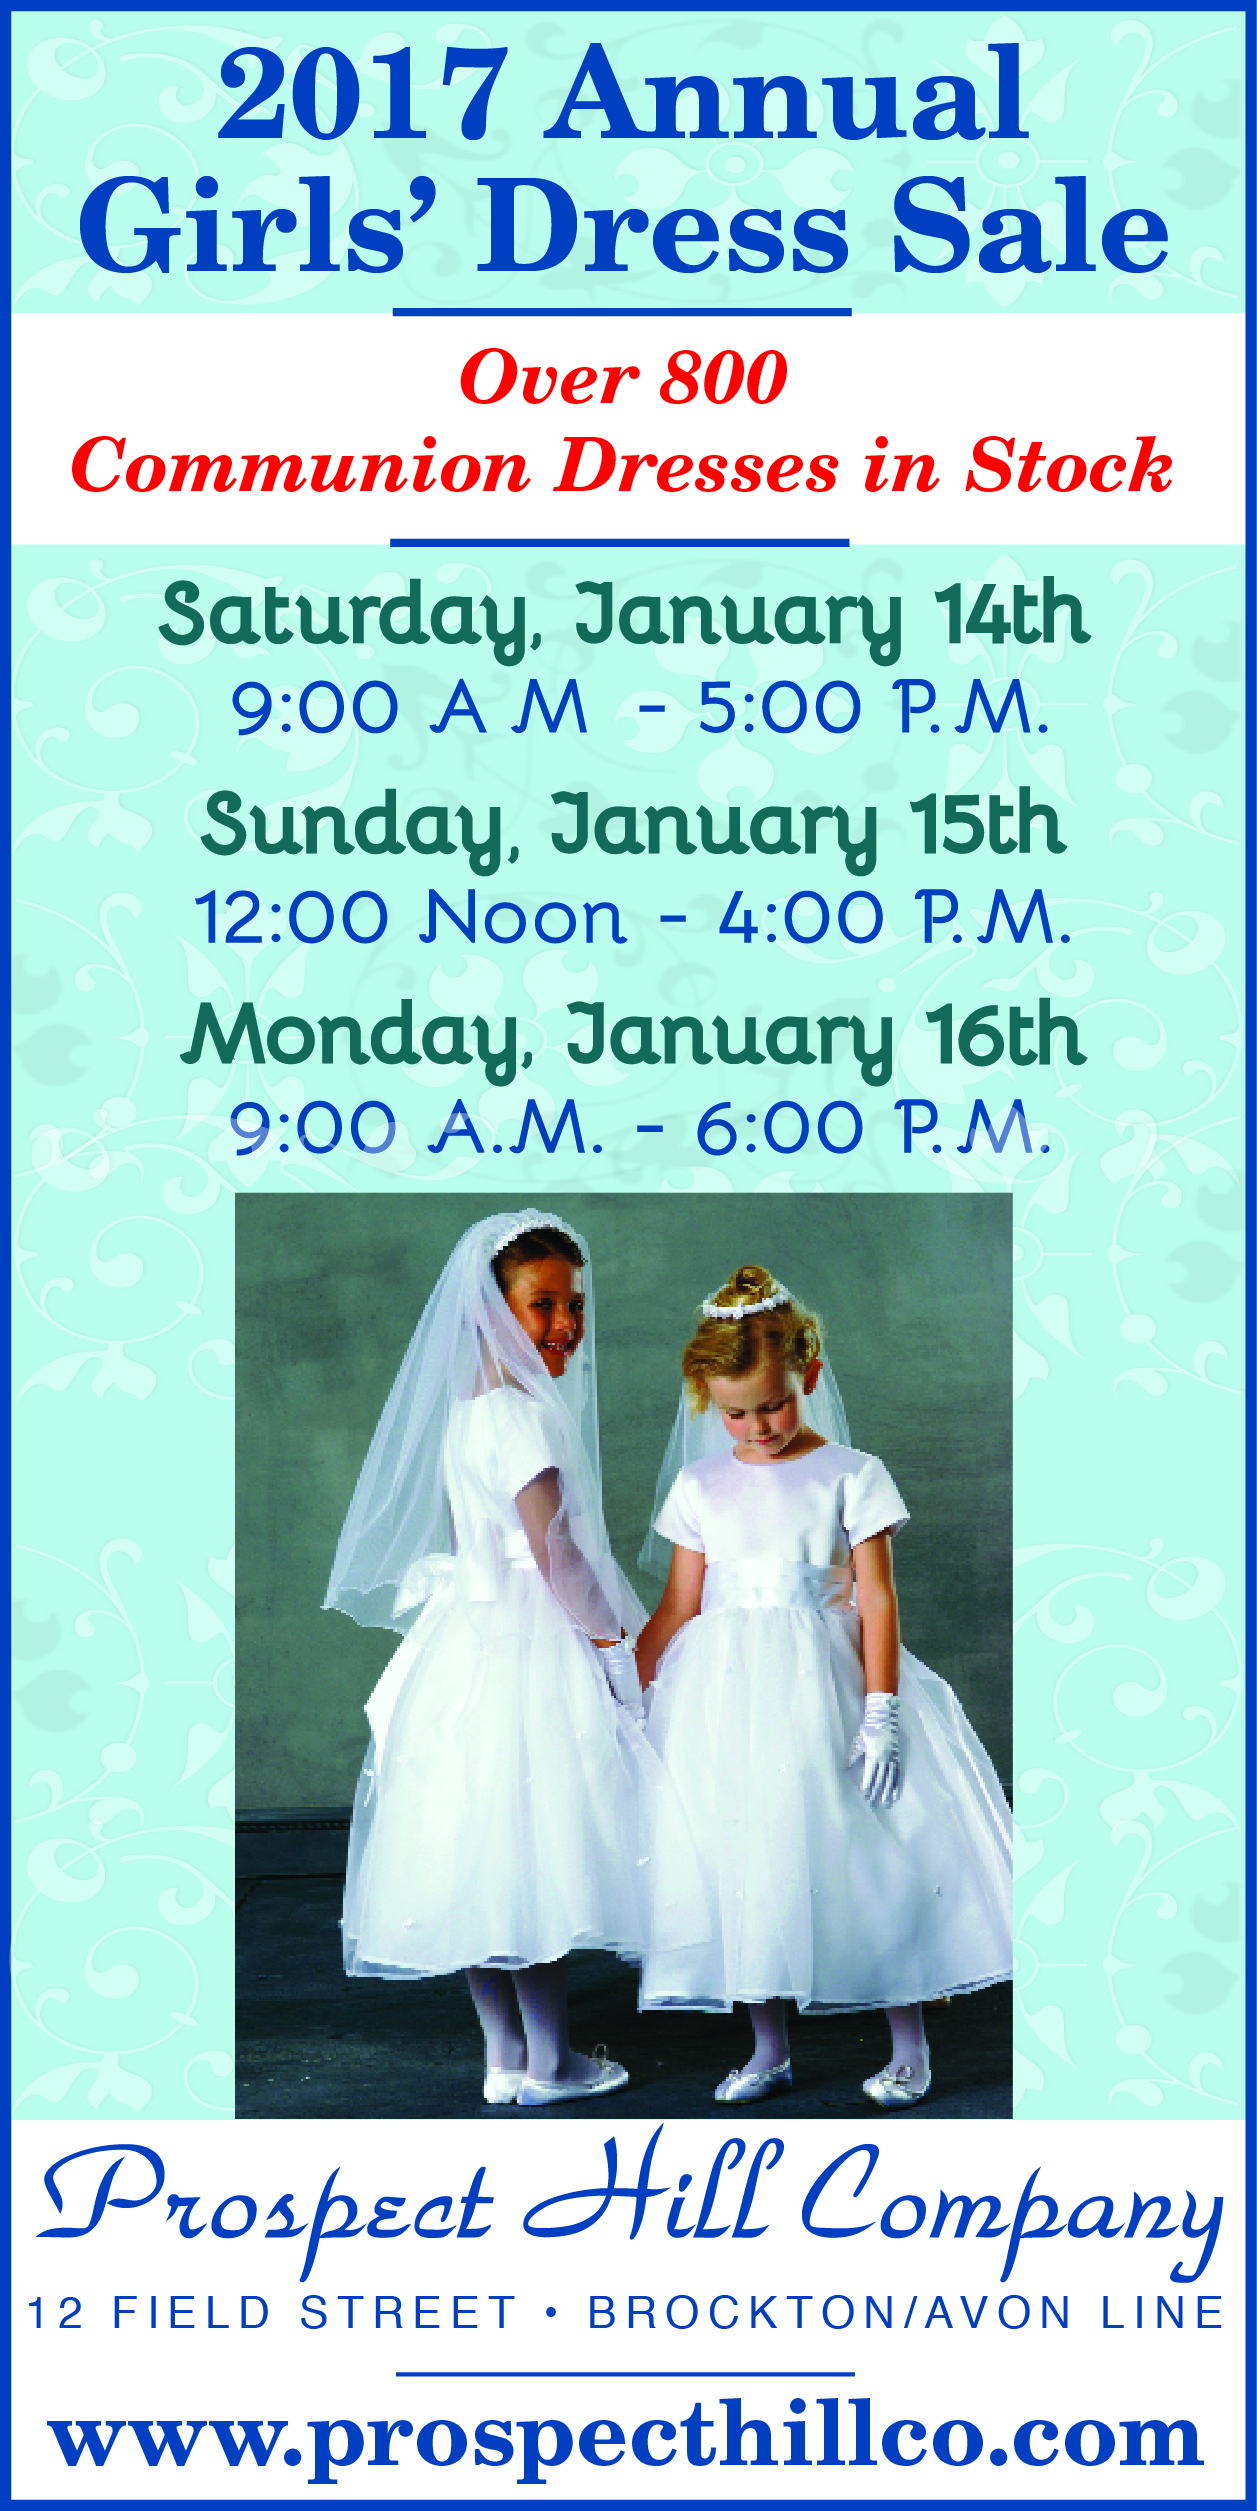 2017 Annual
Girls’ Dress Sale
Over 800
Communion Dresses in Stock
Saturday, January 14th
9:00 A M - 5:00 P.M.
Sunday, January 15th
12:00 Noon - 4:00 P.M.
Monday, January 16th
9:00 A.M. - 6:00 P.M.
Prospect Hill Company
12 FIELD STREET • BROCKTON/AVON LINE
www.prospecthillco.com